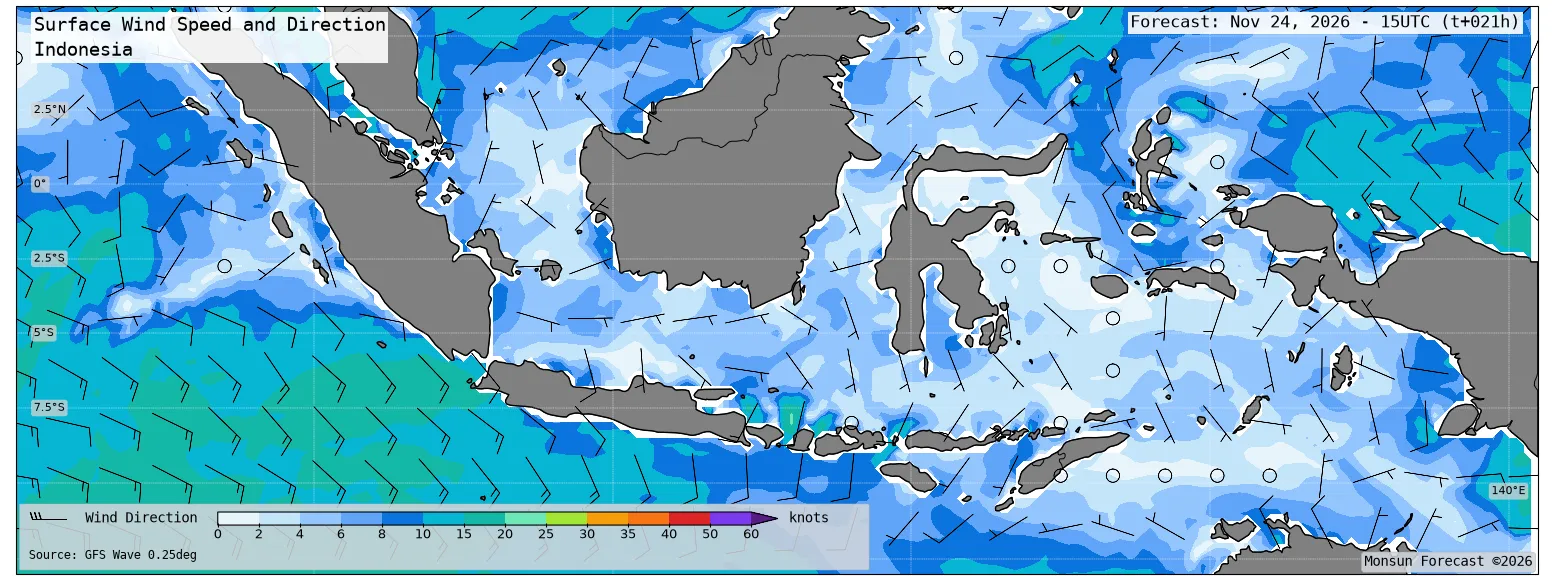 Surface Wind Speed and Direction
Indonesia
Forecast: Nov 24, 2026 - 15UTC (t+021h)
2.5°N
0°
2.5°S
5°S
7.5°S
140°E
Wind Direction
knots
0 2 4 6 8 10 15 20 25 30 35 40 50 60
Source: GFS Wave 0.25deg
Monsun Forecast ©2026